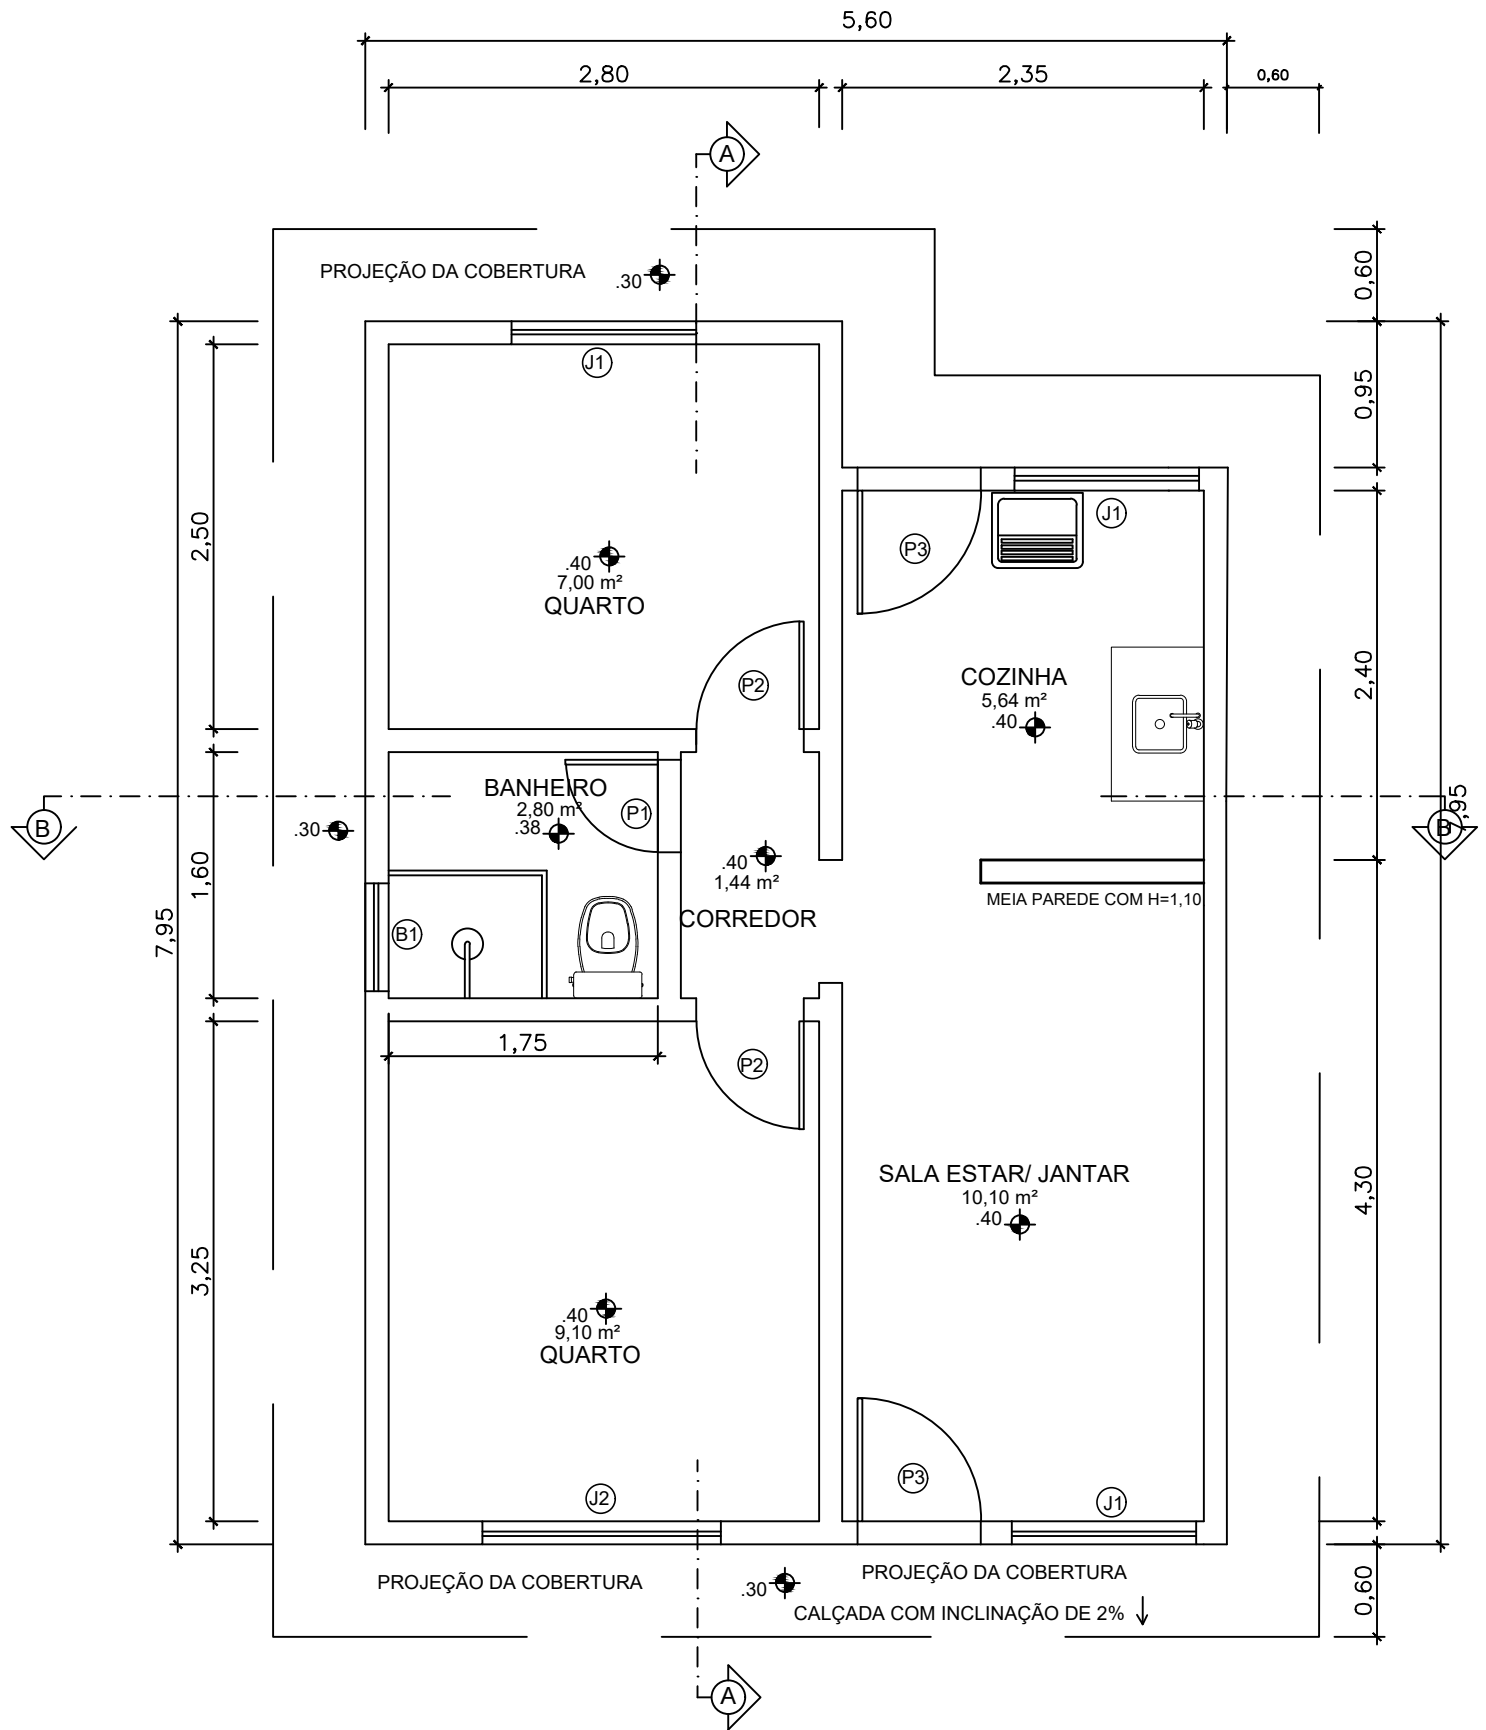 5,60
2,80
2,35
0,60
A
PROJEÇÃO DA COBERTURA
.30
0,60
J1
0,95
2,50
J1
P3
.40
7,00 m²
QUARTO
P2
COZINHA
5,64 m²
.40
2,40
BANHEIRO
2,80 m²
.38
P1
B
.30
B
7,95
.40
1,44 m²
CORREDOR
1,60
MEIA PAREDE COM H=1,10
7,95
B1
1,75
P2
SALA ESTAR/ JANTAR
10,10 m²
.40
4,30
3,25
.40
9,10 m²
QUARTO
P3
J2
J1
PROJEÇÃO DA COBERTURA
.30
PROJEÇÃO DA COBERTURA
0,60
CALÇADA COM INCLINAÇÃO DE 2%
A